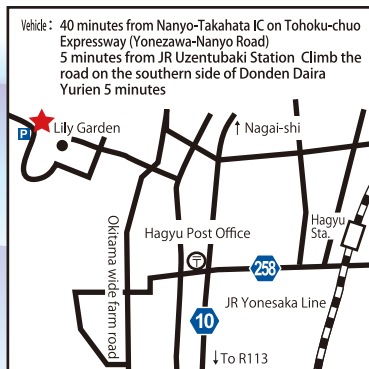 Vehicle : 40 minutes from Nanyo-Takahata IC on Tohoku-chuo
Expressway (Yonezawa-Nanyo Road)
5 minutes from JR Uzentubaki Station Climb the
road on the southern side of Donden Daira
Yurien 5 minutes
P
Lily Garden
↑ Nagai-shi
Okitama wide farm road
Hagyu Post Office
〒
Hagyu
Sta.
258
JR Yonesaka Line
10
↓To R113